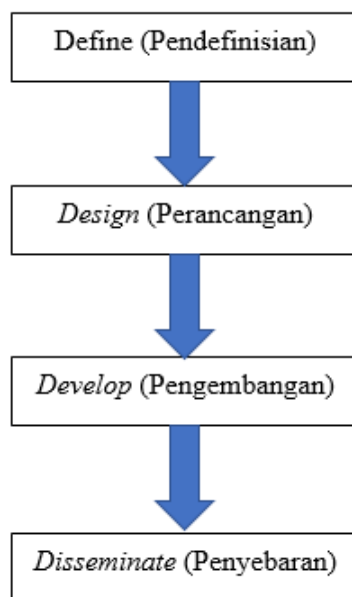 Define (Pendefinisian)
Design (Perancangan)
Develop (Pengembangan)
Disseminate (Penyebaran)